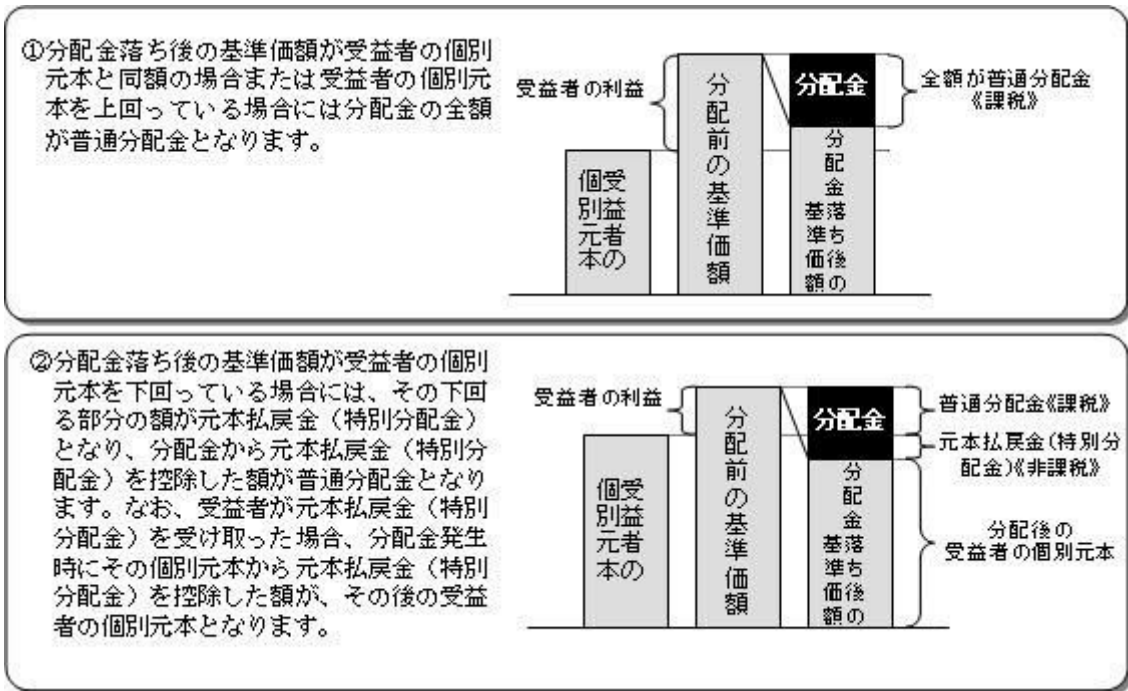 ①分配金落ち後の基準価額が受益者の個別
元本と同額の場合または受益者の個別元
本を上回っている場合には分配金の全額
が普通分配金となります。
受益者の利益
分配前の基準価額
分配金
全額が普通分配金
《課税》
受益者の
個別元本
分配金落ち後の
基準価額
②分配金落ち後の基準価額が受益者の個別
元本を下回っている場合には、その下回
る部分の額が元本払戻金（特別分配金）
となり、分配金から元本払戻金（特別分
配金）を控除した額が普通分配金となり
ます。なお、受益者が元本払戻金（特別
分配金）を受け取った場合、分配金発生
時にその個別元本から元本払戻金（特別
分配金）を控除した額が、その後の受益
者の個別元本となります。
受益者の利益
分配前の基準価額
分配金
普通分配金《課税》
元本払戻金(特別分
配金)《非課税》
受益者の
個別元本
分配金落ち後の
基準価額
分配後の
受益者の個別元本